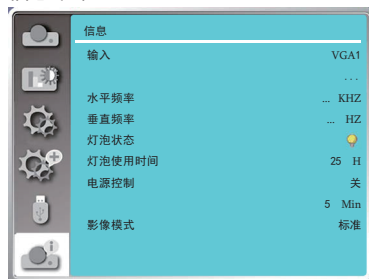 信息
输入 VGA1
...
水平频率 ... KHZ
垂直频率 ... HZ
灯泡状态
灯泡使用时间 25 H
电源控制 关
5 Min
影像模式 标准